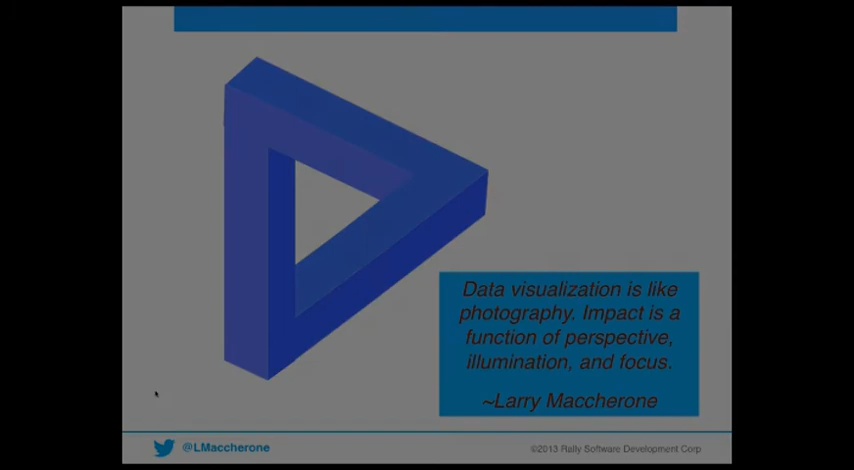 Data visualization is like
photography. Impact is a
function of perspective,
illumination, and focus.
~Larry Maccherone
@LMaccherone
©2013 Rally Software Development Corp